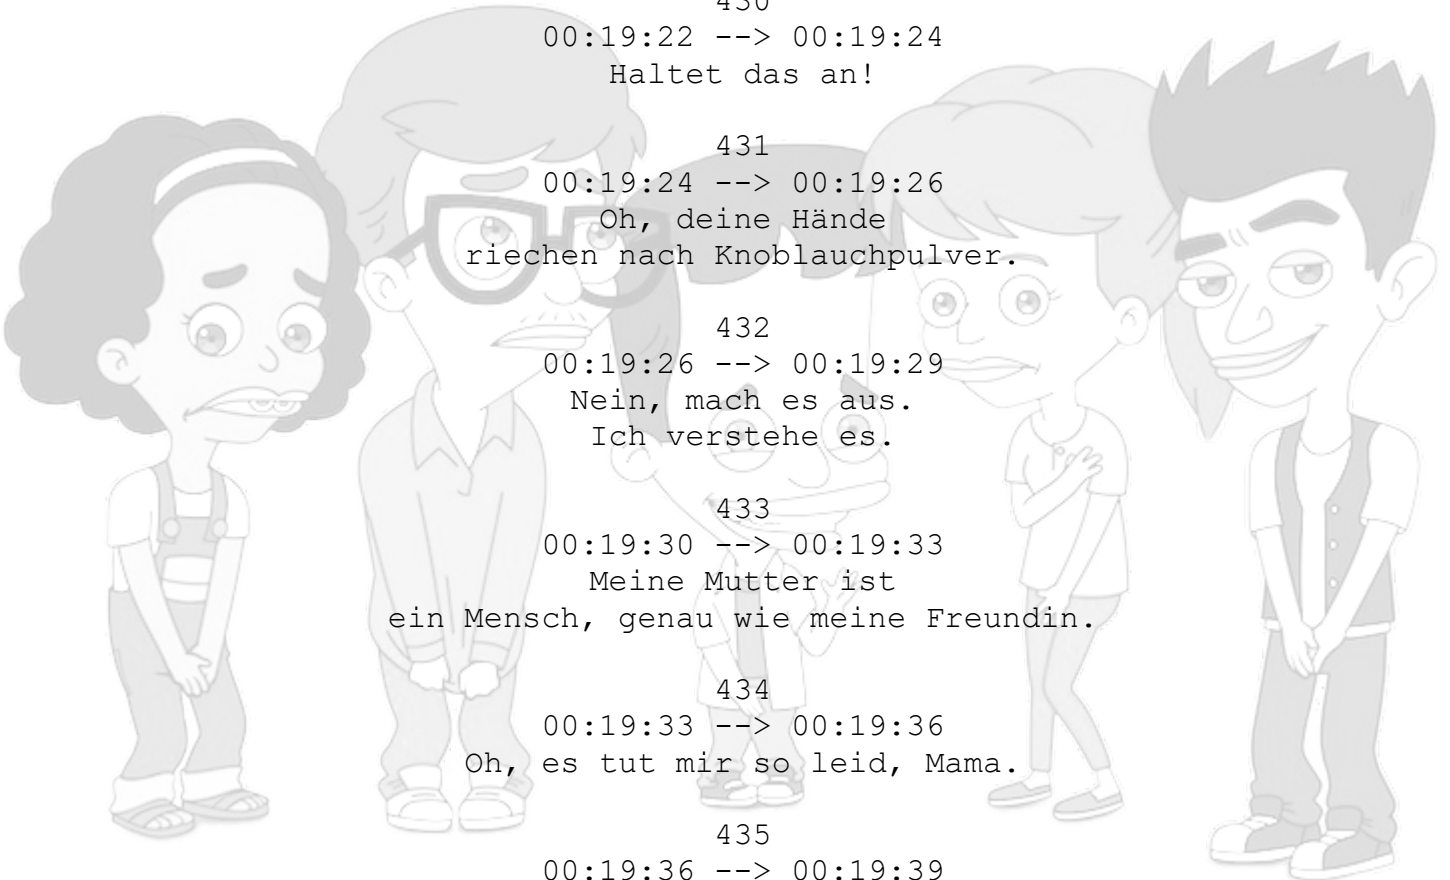 430
00:19:22 --> 00:19:24
Haltet das an!
431
00:19:24 --> 00:19:26
Oh, deine Hände
riechen nach Knoblauchpulver.
432
00:19:26 --> 00:19:29
Nein, mach es aus.
Ich verstehe es.
433
00:19:30 --> 00:19:33
Meine Mutter ist
ein Mensch, genau wie meine Freundin.
434
00:19:33 --> 00:19:36
Oh, es tut mir so leid, Mama.
435
00:19:36 --> 00:19:39